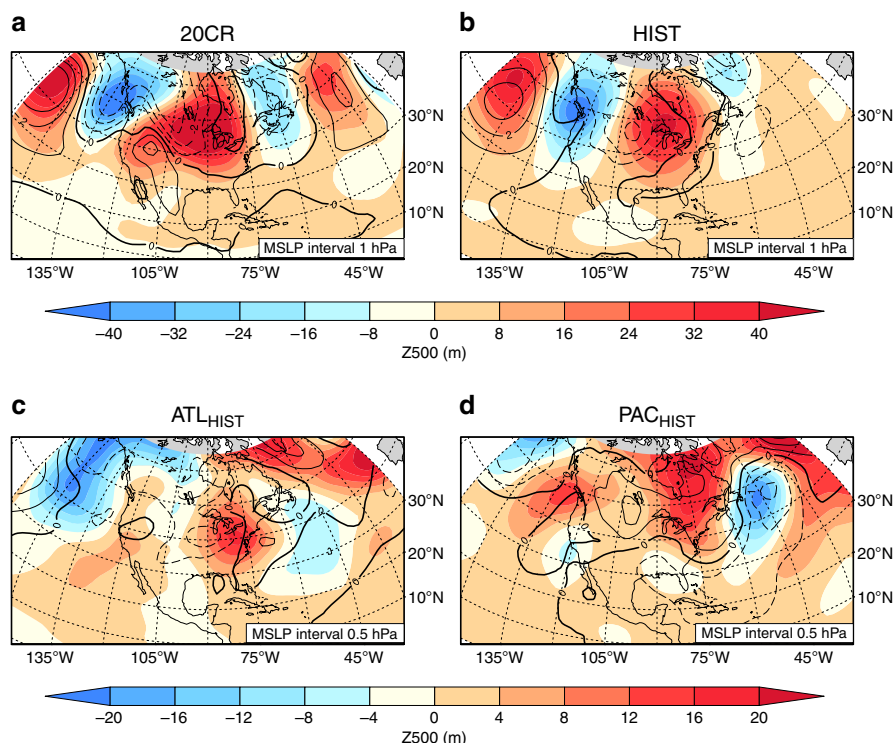 a
20CR
b
HIST
30°N
20°N
10°N
MSLP interval 1 hPa
135°W 105°W 75°W 45°W
30°N
20°N
10°N
MSLP interval 1 hPa
135°W 105°W 75°W 45°W
−40 −32 −24 −16 −8 0 8 16 24 32 40
Z500 (m)
c
ATL_HIST
d
PAC_HIST
30°N
20°N
10°N
MSLP interval 0.5 hPa
135°W 105°W 75°W 45°W
30°N
20°N
10°N
MSLP interval 0.5 hPa
135°W 105°W 75°W 45°W
−20 −16 −12 −8 −4 0 4 8 12 16 20
Z500 (m)